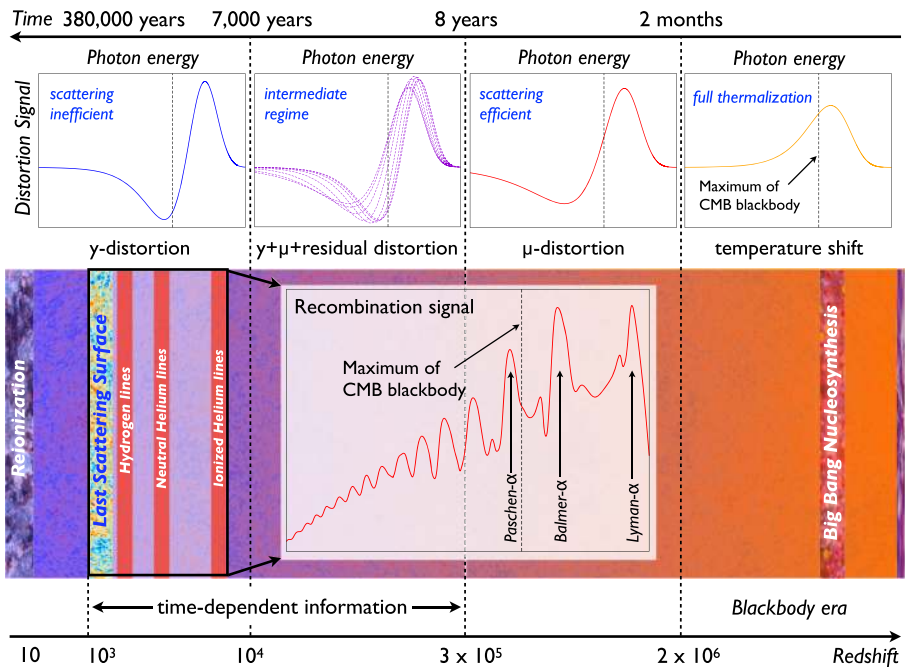 Time 380,000 years 7,000 years 8 years 2 months
Photon energy Photon energy Photon energy Photon energy
Distortion Signal
scattering
inefficient
intermediate
regime
scattering
efficient
full thermalization
Maximum of
CMB blackbody
y-distortion y+μ+residual distortion μ-distortion temperature shift
Reionization
Last Scattering Surface
Hydrogen lines
Neutral Helium lines
Ionized Helium lines
Recombination signal
Maximum of
CMB blackbody
Paschen-α
Balmer-α
Lyman-α
Big Bang Nucleosynthesis
time-dependent information
Blackbody era
10 10³ 10⁴ 3 x 10⁵ 2 x 10⁶ Redshift